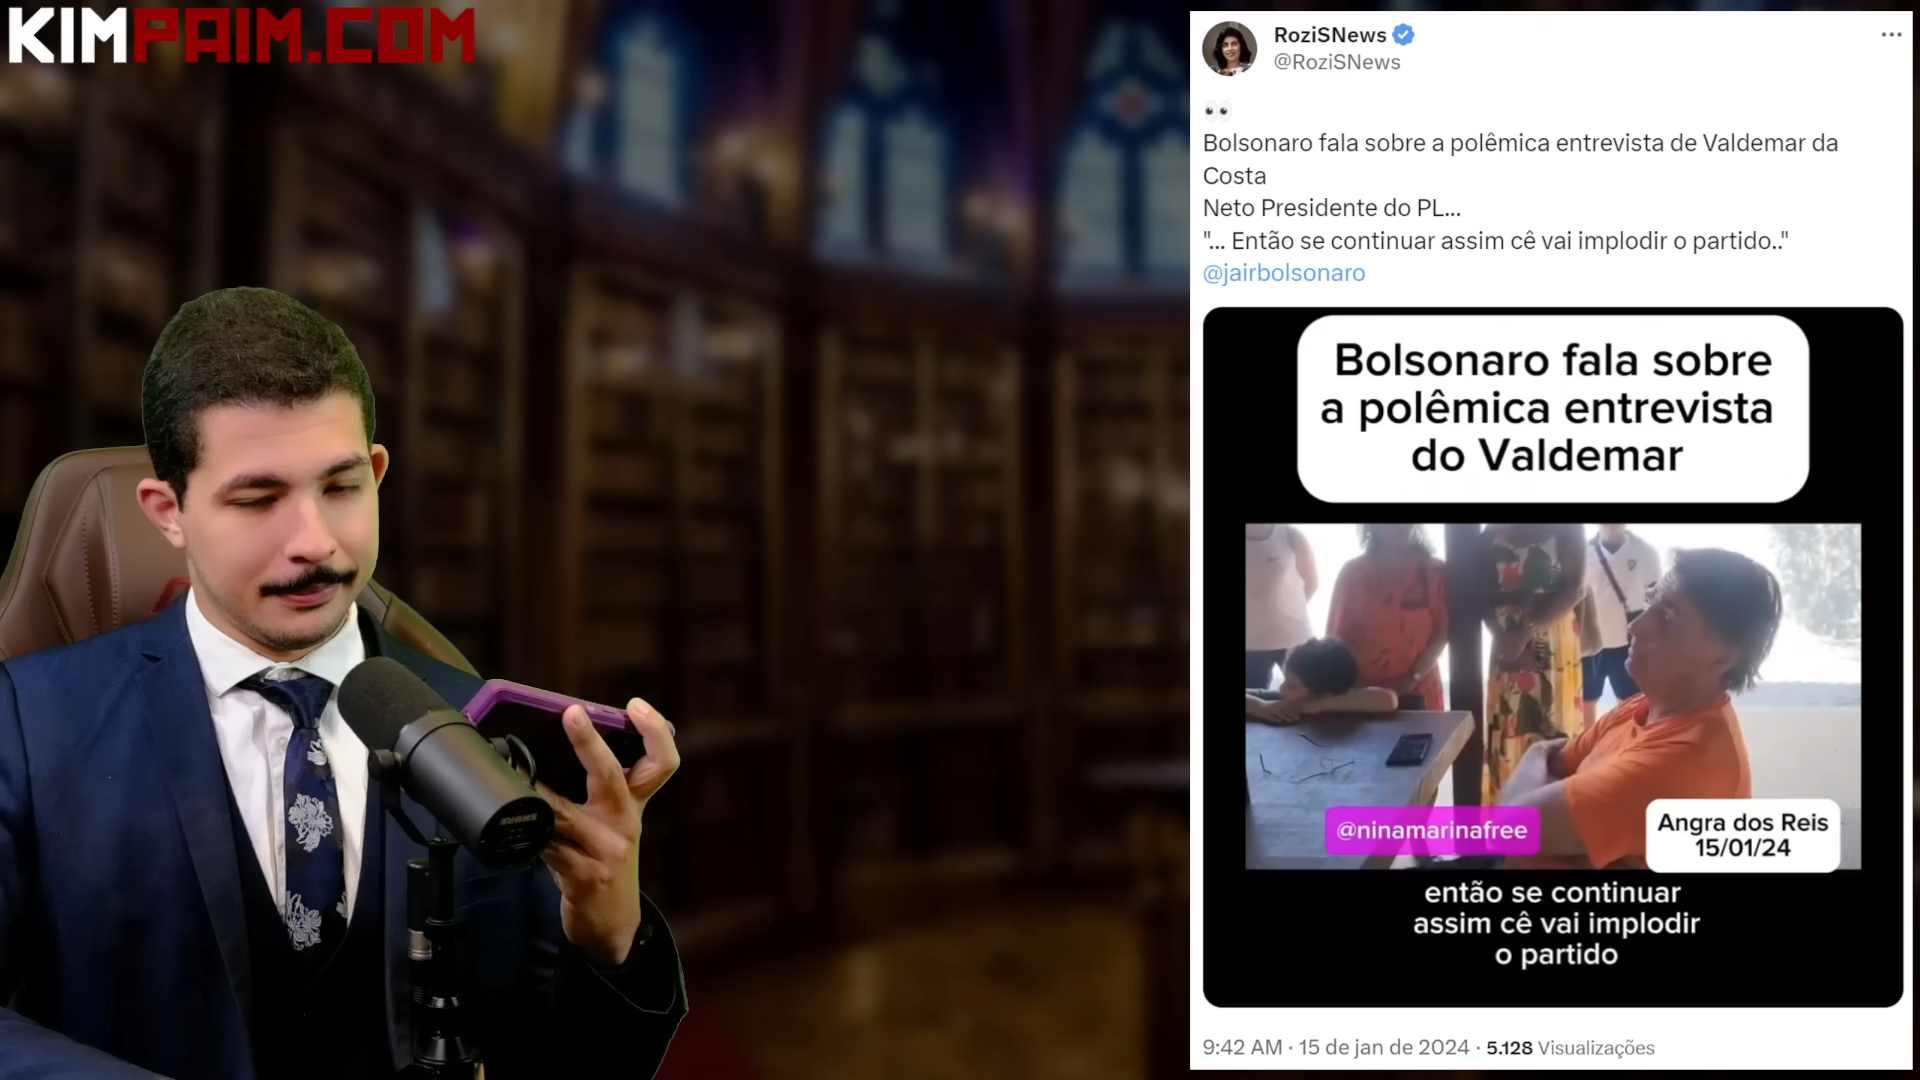 KIMPAIM.COM
RoziSNews
@RoziSNews
Bolsonaro fala sobre a polêmica entrevista de Valdemar da
Costa
Neto Presidente do PL...
"... Então se continuar assim cê vai implodir o partido.."
@jairbolsonaro
Bolsonaro fala sobre
a polêmica entrevista
do Valdemar
@ninamarinafree
Angra dos Reis
15/01/24
então se continuar
assim cê vai implodir
o partido
9:42 AM · 15 de jan de 2024 · 5.128 Visualizações
SHURE